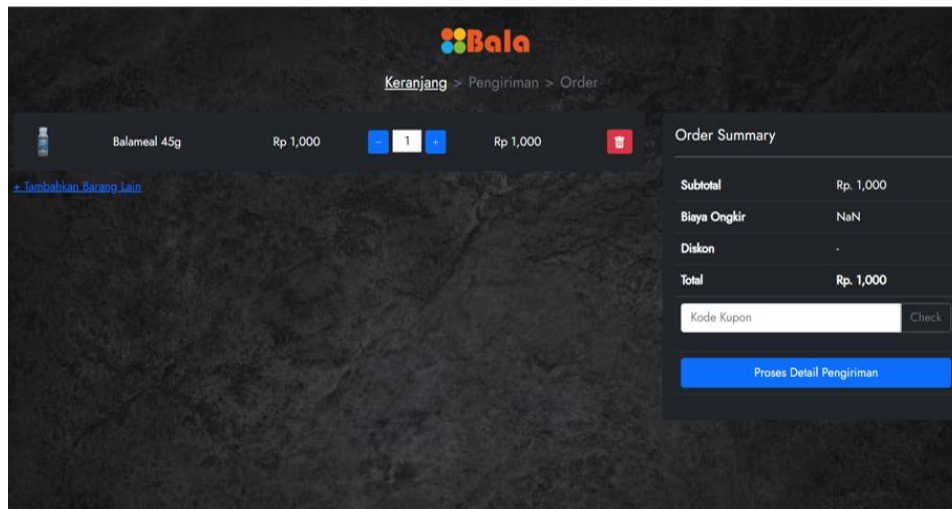 Bala
Keranjang > Pengiriman > Order
Balameal 45g Rp 1,000 - 1 + Rp 1,000
+ Tambahkan Barang Lain
Order Summary
Subtotal Rp. 1,000
Biaya Ongkir NaN
Diskon -
Total Rp. 1,000
Kode Kupon Check
Proses Detail Pengiriman